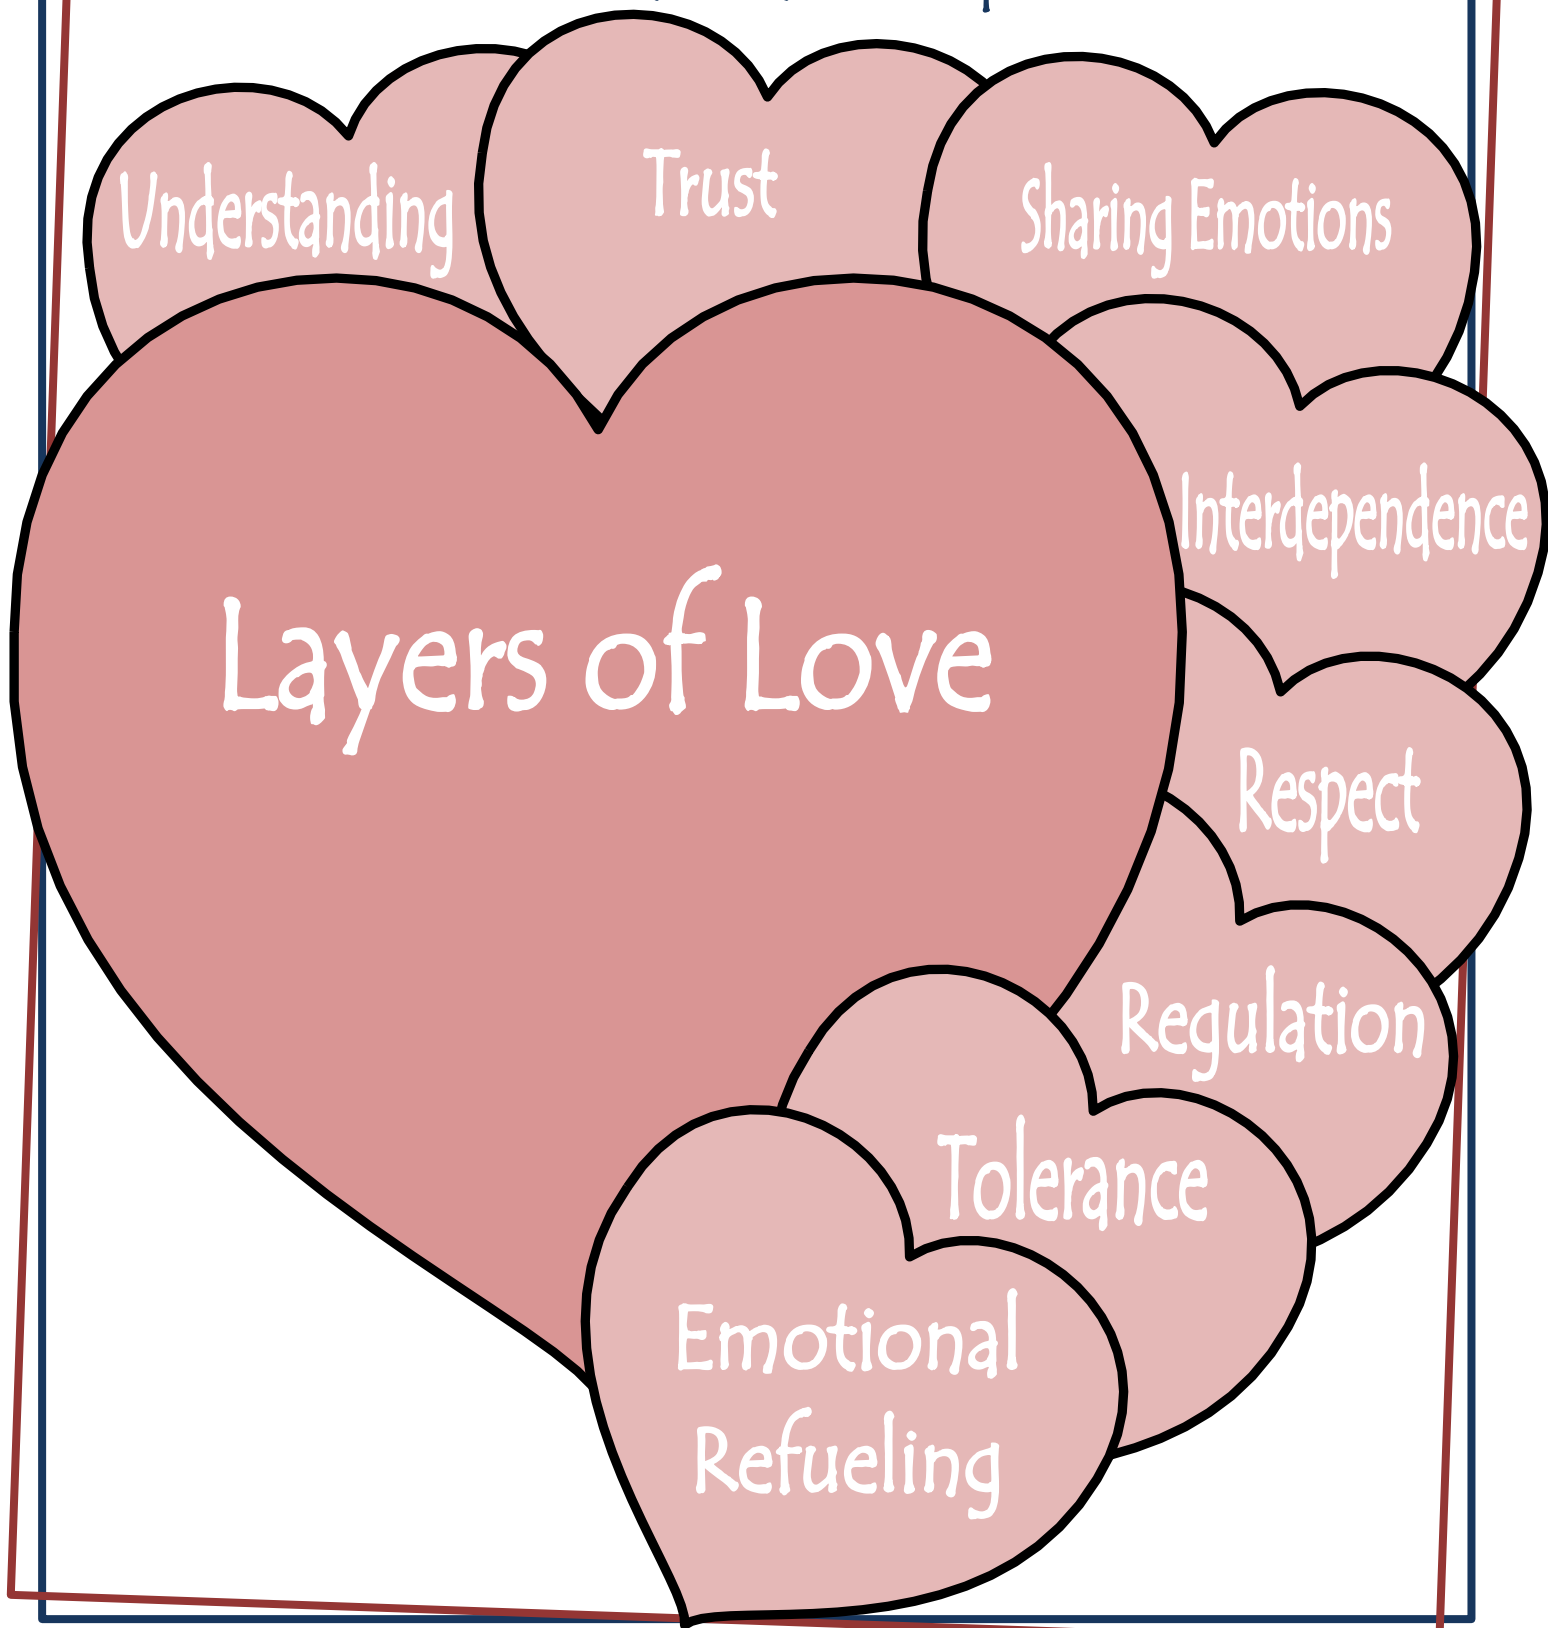 Understanding
Trust
Sharing Emotions
Interdependence
Layers of Love
Respect
Regulation
Tolerance
Emotional
Refueling